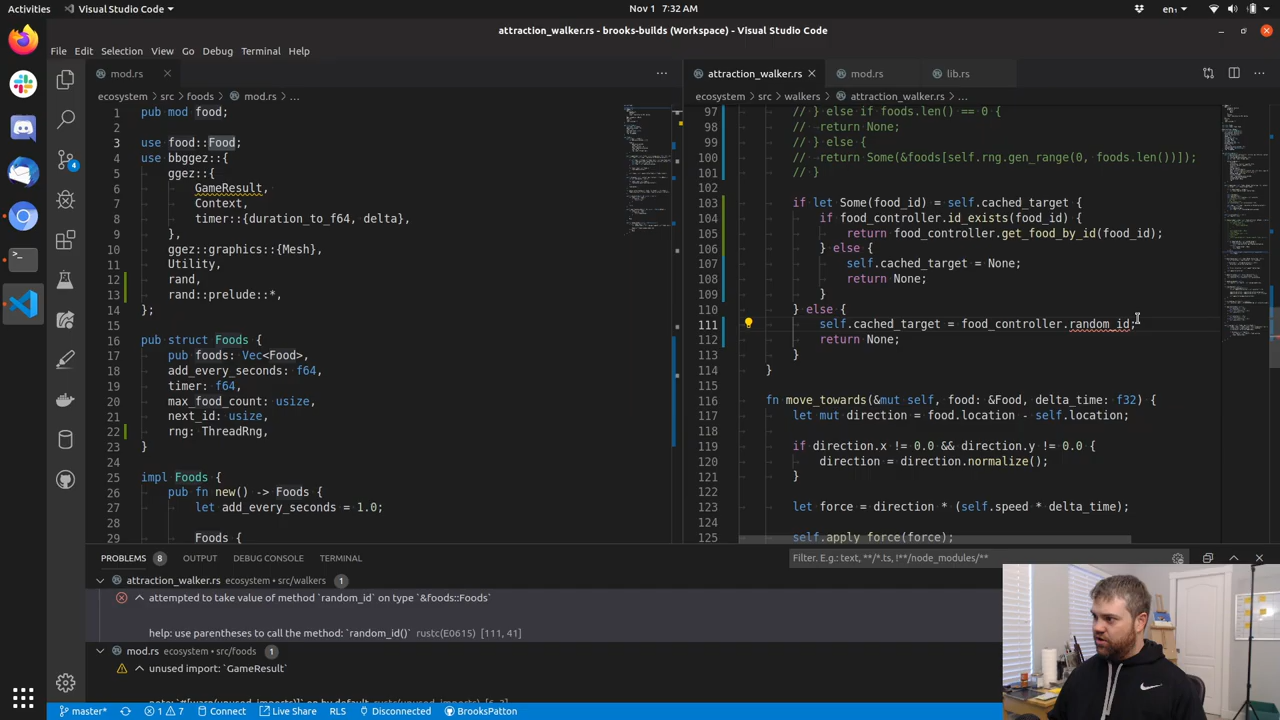 Activities
Visual Studio Code
Nov 1 7:32 AM
en₁
attraction_walker.rs - brooks-builds (Workspace) - Visual Studio Code
File Edit Selection View Go Debug Terminal Help
mod.rs
ecosystem › src › foods › mod.rs › ...
1 pub mod food;
2
3 use food::Food;
4 use bbggez::{
5 ggez::{
6 GameResult,
7 Context,
8 timer::{duration_to_f64, delta},
9 },
10 ggez::graphics::{Mesh},
11 Utility,
12 rand,
13 rand::prelude::*,
14 };
15
16 pub struct Foods {
17 pub foods: Vec<Food>,
18 add_every_seconds: f64,
19 timer: f64,
20 max_food_count: usize,
21 next_id: usize,
22 rng: ThreadRng,
23 }
24
25 impl Foods {
26 pub fn new() -> Foods {
27 let add_every_seconds = 1.0;
28
29 Foods {
attraction_walker.rs
mod.rs
lib.rs
ecosystem › src › walkers › attraction_walker.rs › ...
97 // } else if foods.len() == 0 {
98 // return None;
99 // } else {
100 // return Some(&foods[self.rng.gen_range(0, foods.len())]);
101 // }
102
103 if let Some(food_id) = self.cached_target {
104 if food_controller.id_exists(food_id) {
105 return food_controller.get_food_by_id(food_id);
106 } else {
107 self.cached_target = None;
108 return None;
109 }
110 } else {
111 self.cached_target = food_controller.random_id;
112 return None;
113 }
114 }
115
116 fn move_towards(&mut self, food: &Food, delta_time: f32) {
117 let mut direction = food.location - self.location;
118
119 if direction.x != 0.0 && direction.y != 0.0 {
120 direction = direction.normalize();
121 }
122
123 let force = direction * (self.speed * delta_time);
124
125 self.apply_force(force);
4
PROBLEMS 8 OUTPUT DEBUG CONSOLE TERMINAL
Filter. E.g.: text, **/*.ts, !**/node_modules/**
attraction_walker.rs ecosystem • src/walkers 1
attempted to take value of method `random_id` on type `&foods::Foods`
help: use parentheses to call the method: `random_id()` rustc(E0615) [111, 41]
mod.rs ecosystem • src/foods 1
unused import: `GameResult`
master* 1 7 Connect Live Share RLS Disconnected BrooksPatton